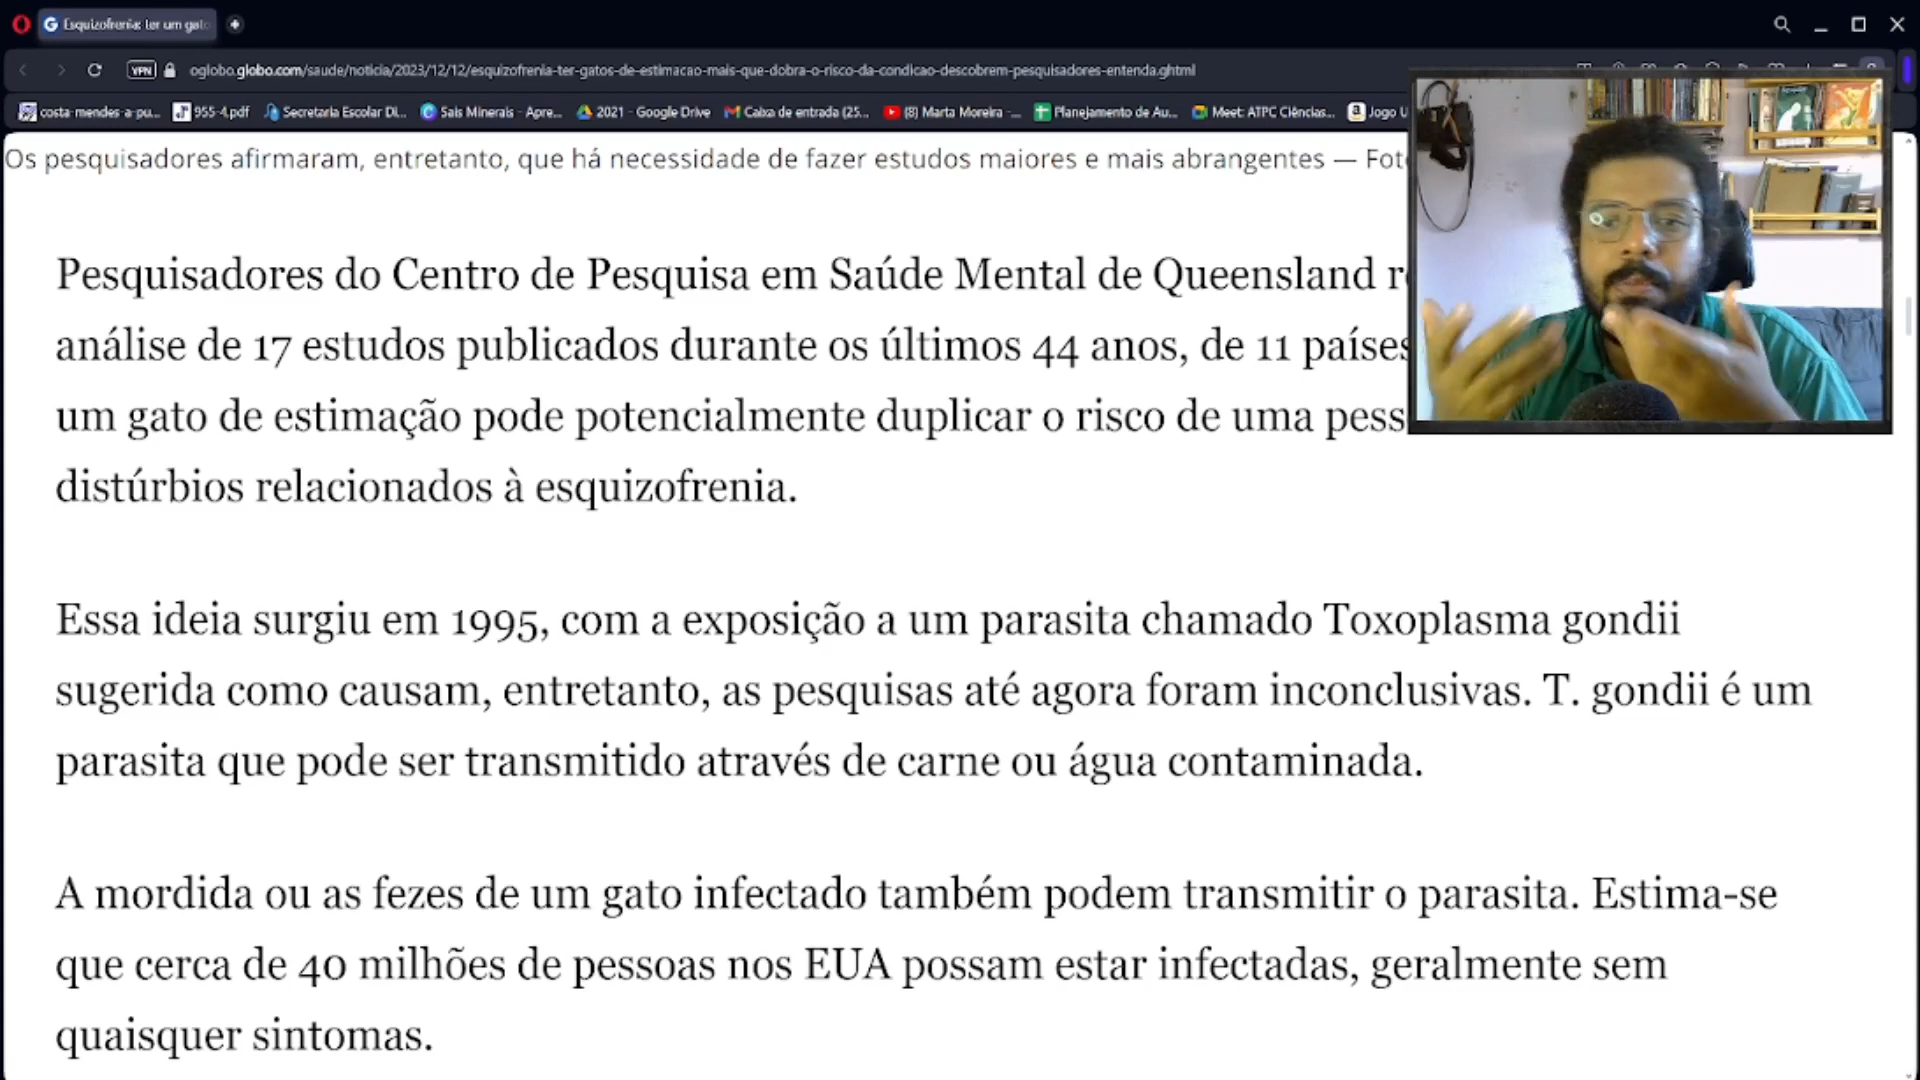 Esquizofrenia: ter um gat
VPN
oglobo.globo.com/saude/noticia/2023/12/12/esquizofrenia-ter-gatos-de-estimacao-mais-que-dobra-o-risco-da-condicao-descobrem-pesquisadores-entenda.ghtml
costa-mendes-a-pu... 955-4.pdf Secretaria Escolar Di... Sais Minerais - Apre... 2021 - Google Drive Caixa de entrada (25... (8) Marta Moreira -... Planejamento de Au... Meet: ATPC Ciências... Jogo U
Os pesquisadores afirmaram, entretanto, que há necessidade de fazer estudos maiores e mais abrangentes — Fot
Pesquisadores do Centro de Pesquisa em Saúde Mental de Queensland r
análise de 17 estudos publicados durante os últimos 44 anos, de 11 países
um gato de estimação pode potencialmente duplicar o risco de uma pess
distúrbios relacionados à esquizofrenia.
Essa ideia surgiu em 1995, com a exposição a um parasita chamado Toxoplasma gondii
sugerida como causam, entretanto, as pesquisas até agora foram inconclusivas. T. gondii é um
parasita que pode ser transmitido através de carne ou água contaminada.
A mordida ou as fezes de um gato infectado também podem transmitir o parasita. Estima-se
que cerca de 40 milhões de pessoas nos EUA possam estar infectadas, geralmente sem
quaisquer sintomas.